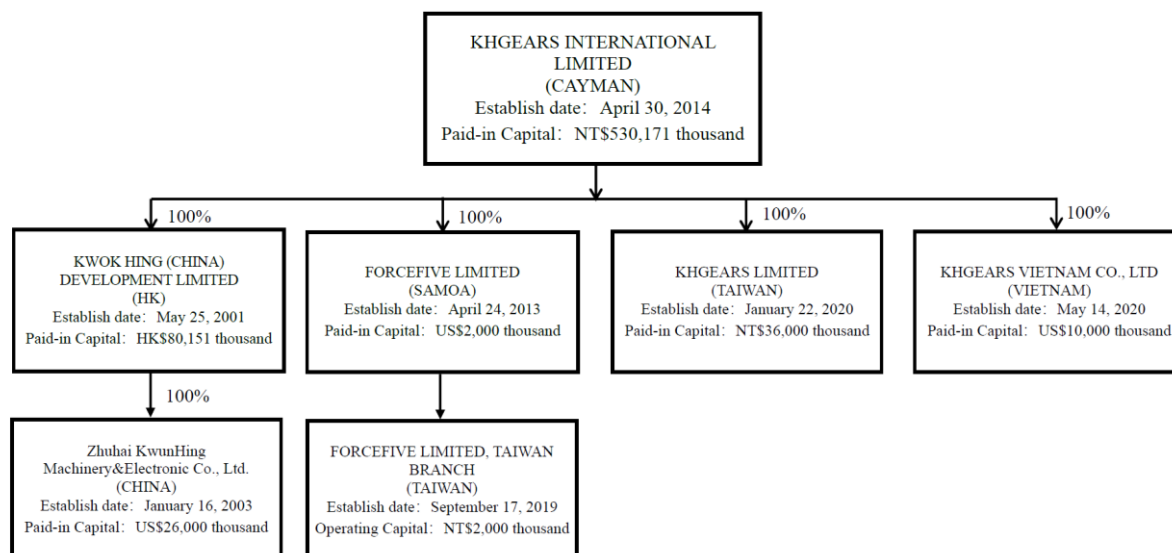 KHGEARS INTERNATIONAL
LIMITED
(CAYMAN)
Establish date： April 30, 2014
Paid-in Capital： NT$530,171 thousand
100%
100%
100%
100%
KWOK HING (CHINA)
DEVELOPMENT LIMITED
(HK)
Establish date： May 25, 2001
Paid-in Capital： HK$80,151 thousand
FORCEFIVE LIMITED
(SAMOA)
Establish date： April 24, 2013
Paid-in Capital： US$2,000 thousand
KHGEARS LIMITED
(TAIWAN)
Establish date： January 22, 2020
Paid-in Capital： NT$36,000 thousand
KHGEARS VIETNAM CO., LTD
(VIETNAM)
Establish date： May 14, 2020
Paid-in Capital： US$10,000 thousand
100%
Zhuhai KwunHing
Machinery&Electronic Co., Ltd.
(CHINA)
Establish date： January 16, 2003
Paid-in Capital： US$26,000 thousand
FORCEFIVE LIMITED, TAIWAN
BRANCH
(TAIWAN)
Establish date： September 17, 2019
Operating Capital： NT$2,000 thousand